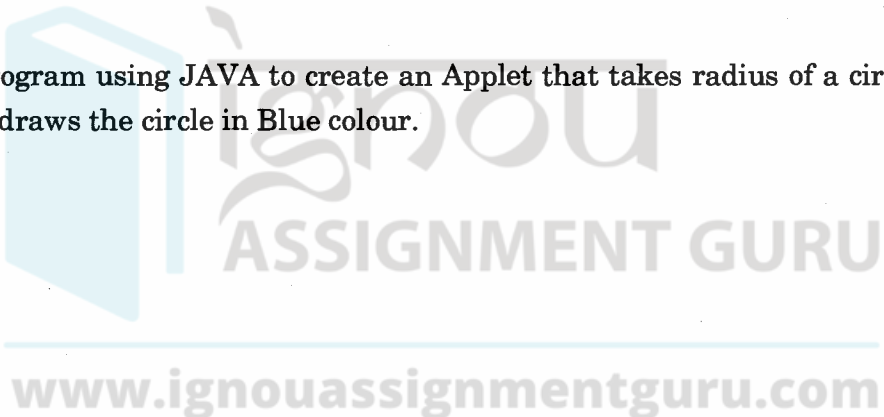 ogram using JAVA to create an Applet that takes radius of a cir
draws the circle in Blue colour.
ignou
ASSIGNMENT GURU
www.ignouassignmentguru.com